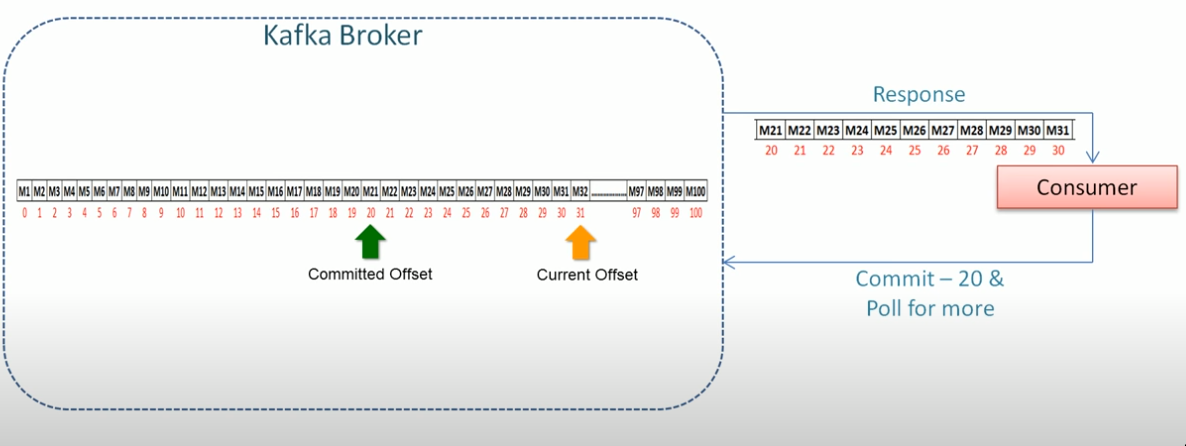 Kafka Broker
Response
M21 M22 M23 M24 M25 M26 M27 M28 M29 M30 M31
20 21 22 23 24 25 26 27 28 29 30
Consumer
M1 M2 M3 M4 M5 M6 M7 M8 M9 M10 M11 M12 M13 M14 M15 M16 M17 M18 M19 M20 M21 M22 M23 M24 M25 M26 M27 M28 M29 M30 M31 M32 ................ M97 M98 M99 M100
0 1 2 3 4 5 6 7 8 9 10 11 12 13 14 15 16 17 18 19 20 21 22 23 24 25 26 27 28 29 30 31 97 98 99 100
Committed Offset
Current Offset
Commit – 20 &
Poll for more